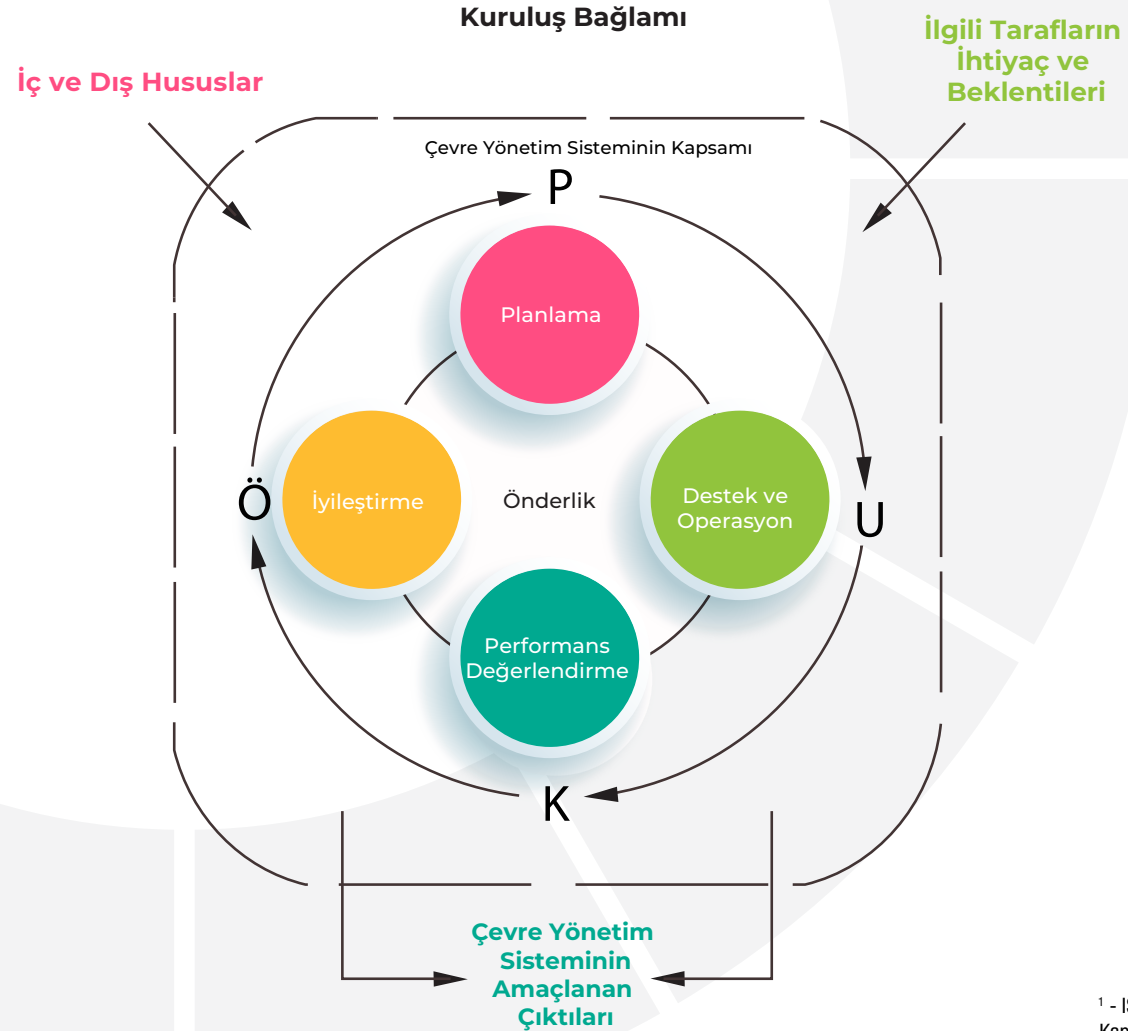 Kuruluş Bağlamı
İç ve Dış Hususlar
İlgili Tarafların
İhtiyaç ve
Beklentileri
Çevre Yönetim Sisteminin Kapsamı
P
Planlama
Ö
İyileştirme
Önderlik
Destek ve
Operasyon
U
Performans
Değerlendirme
K
Çevre Yönetim
Sisteminin
Amaçlanan
Çıktıları
¹ -